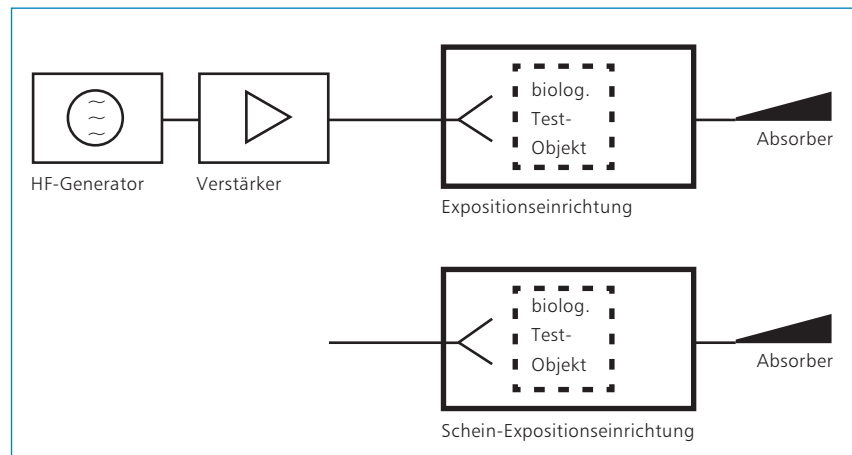 biolog.
Test-
Objekt
HF-Generator
Verstärker
Absorber
Expositionseinrichtung
biolog.
Test-
Objekt
Absorber
Schein-Expositionseinrichtung